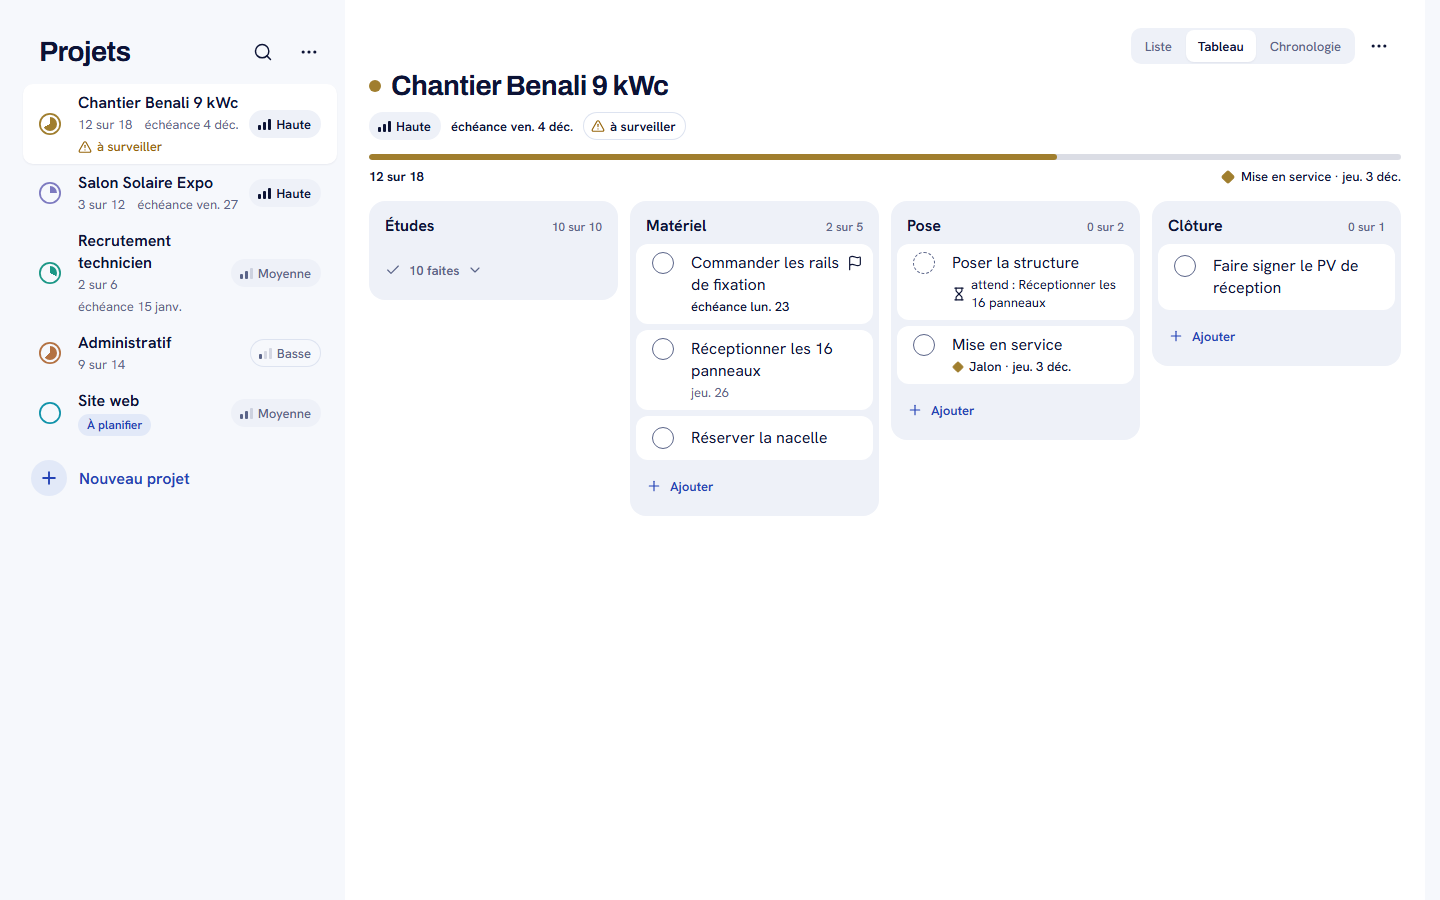 Projets
Chantier Benali 9 kWc
12 sur 18 échéance 4 déc.
à surveiller
Haute
Salon Solaire Expo
3 sur 12 échéance ven. 27
Haute
Recrutement
technicien
2 sur 6
échéance 15 janv.
Moyenne
Administratif
9 sur 14
Basse
Site web
À planifier
Moyenne
Nouveau projet
Liste Tableau Chronologie
Chantier Benali 9 kWc
Haute échéance ven. 4 déc. à surveiller
12 sur 18
Mise en service · jeu. 3 déc.
Études 10 sur 10
10 faites
Matériel 2 sur 5
Commander les rails
de fixation
échéance lun. 23
Réceptionner les 16
panneaux
jeu. 26
Réserver la nacelle
Ajouter
Pose 0 sur 2
Poser la structure
attend : Réceptionner les
16 panneaux
Mise en service
Jalon · jeu. 3 déc.
Ajouter
Clôture 0 sur 1
Faire signer le PV de
réception
Ajouter